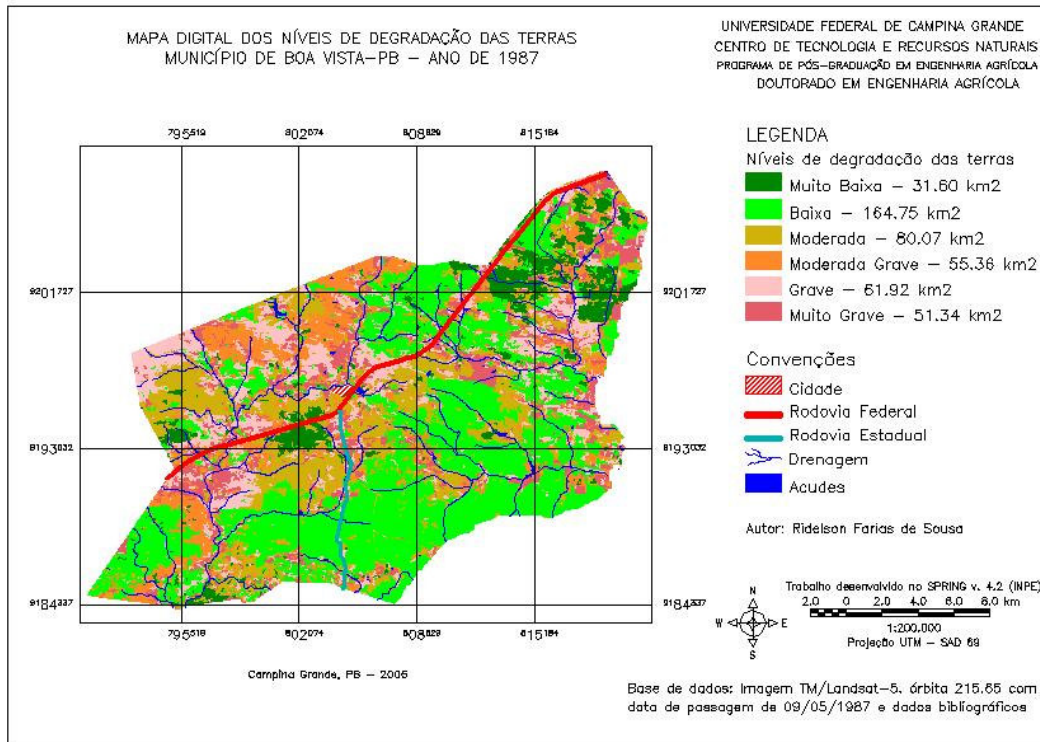 MAPA DIGITAL DOS NÍVEIS DE DEGRADAÇÃO DAS TERRAS
MUNICÍPIO DE BOA VISTA-PB - ANO DE 1987
UNIVERSIDADE FEDERAL DE CAMPINA GRANDE
CENTRO DE TECNOLOGIA E RECURSOS NATURAIS
PROGRAMA DE PÓS-GRADUAÇÃO EM ENGENHARIA AGRÍCOLA
DOUTORADO EM ENGENHARIA AGRÍCOLA
795519 802074 808629 815184
9201727 9201727
9193032 9193032
9184337 9184337
795519 802074 808629 815184
Campina Grande, PB - 2006
LEGENDA
Níveis de degradação das terras
Muito Baixa - 31.60 km2
Baixa - 164.75 km2
Moderada - 80.07 km2
Moderada Grave - 55.36 km2
Grave - 61.92 km2
Muito Grave - 51.34 km2
Convenções
Cidade
Rodovia Federal
Rodovia Estadual
Drenagem
Acudes
Autor: Ridelson Farias de Sousa
Trabalho desenvolvido no SPRING v. 4.2 (INPE)
N
W E
S
2.0 0 2.0 4.0 6.0 8.0 km
1:200.000
Projeção UTM - SAD 69
Base de dados: Imagem TM/Landsat-5, órbita 215.65 com
data de passagem de 09/05/1987 e dados bibliográficos